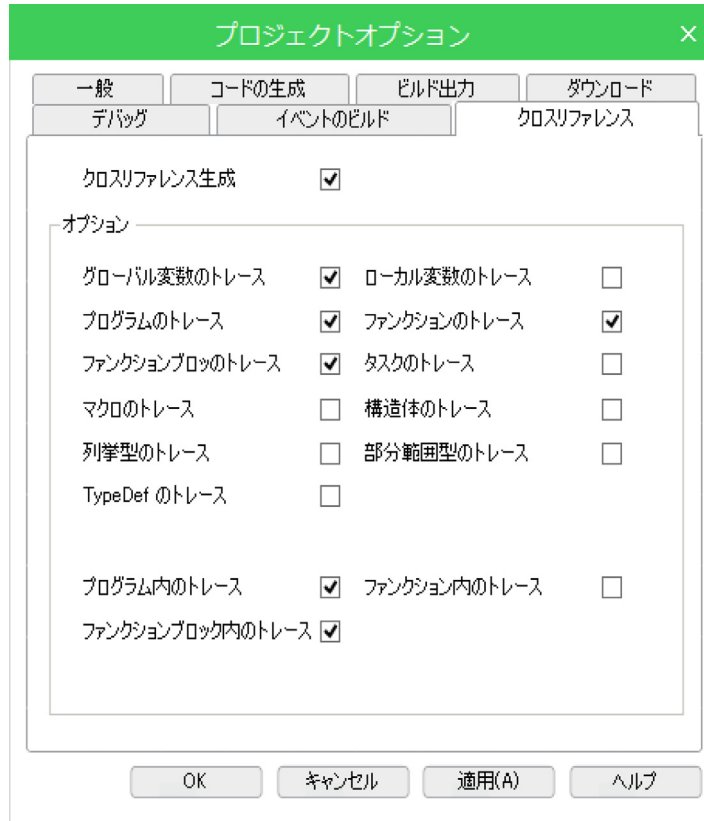 プロジェクトオプション ×
一般 コードの生成 ビルド出力 ダウンロード
デバッグ イベントのビルド クロスリファレンス
クロスリファレンス生成
オプション
グローバル変数のトレース ローカル変数のトレース
プログラムのトレース ファンクションのトレース
ファンクションブロッのトレース タスクのトレース
マクロのトレース 構造体のトレース
列挙型のトレース 部分範囲型のトレース
TypeDef のトレース
プログラム内のトレース ファンクション内のトレース
ファンクションブロック内のトレース
OK キャンセル 適用(A) ヘルプ